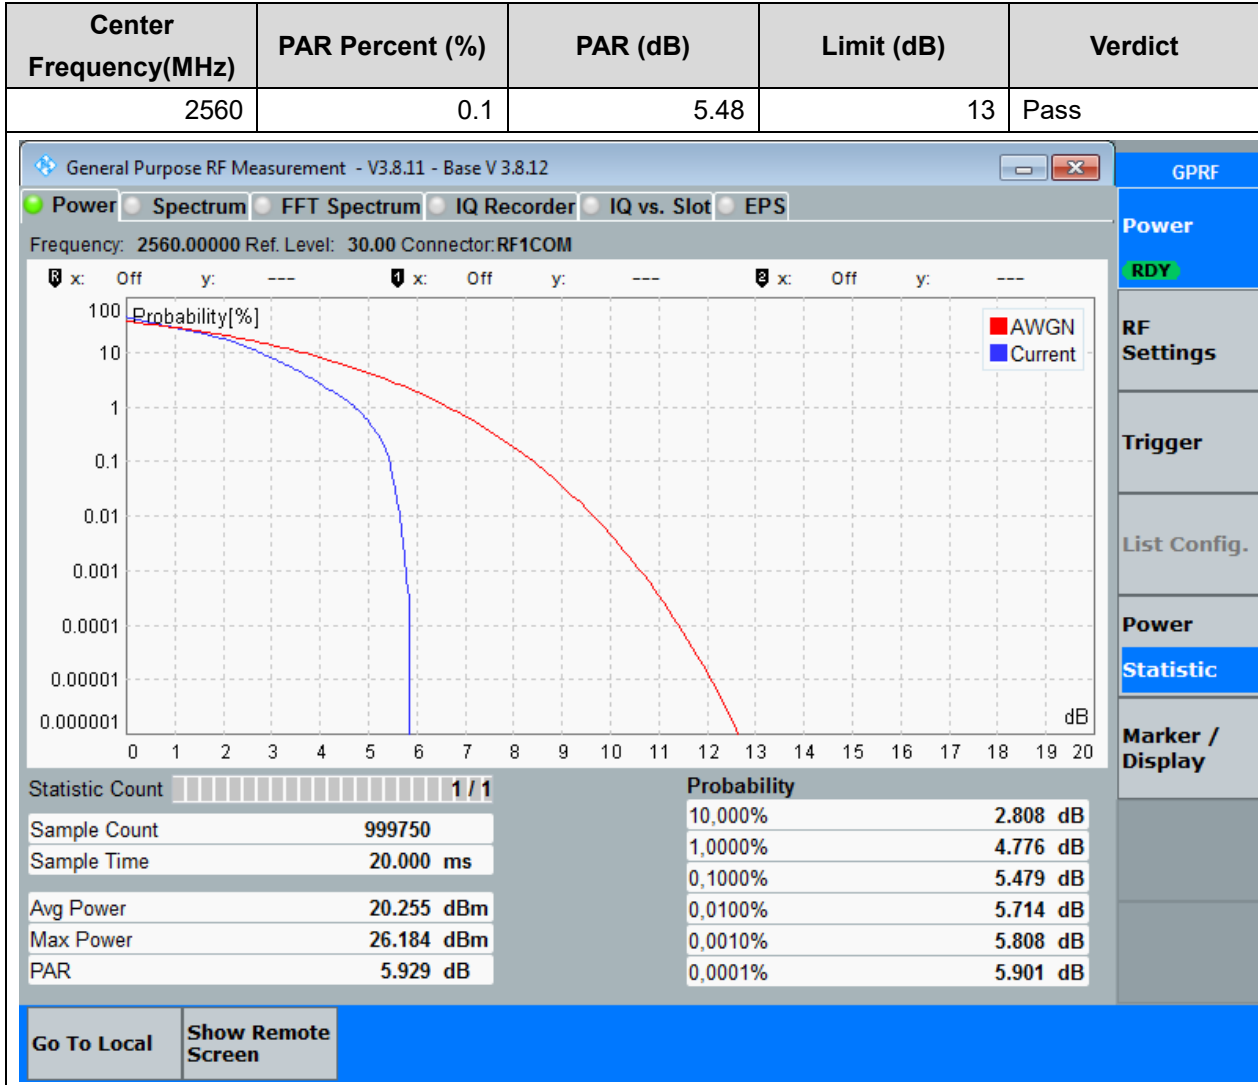 Center Frequency(MHz) PAR Percent (%) PAR (dB) Limit (dB) Verdict
2560 0.1 5.48 13 Pass
General Purpose RF Measurement - V3.8.11 - Base V 3.8.12
GPRF
Power Spectrum FFT Spectrum IQ Recorder IQ vs. Slot EPS
Frequency: 2560.00000 Ref. Level: 30.00 Connector:RF1COM
R x: Off y: --- 1 x: Off y: --- 2 x: Off y: ---
Probability[%]
AWGN
Current
100
10
1
0.1
0.01
0.001
0.0001
0.00001
0.000001
dB
0 1 2 3 4 5 6 7 8 9 10 11 12 13 14 15 16 17 18 19 20
Statistic Count 1 / 1
Sample Count 999750
Sample Time 20.000 ms
Avg Power 20.255 dBm
Max Power 26.184 dBm
PAR 5.929 dB
Probability
10,000% 2.808 dB
1,0000% 4.776 dB
0,1000% 5.479 dB
0,0100% 5.714 dB
0,0010% 5.808 dB
0,0001% 5.901 dB
Power
RDY
RF
Settings
Trigger
List Config.
Power
Statistic
Marker /
Display
Go To Local
Show Remote
Screen